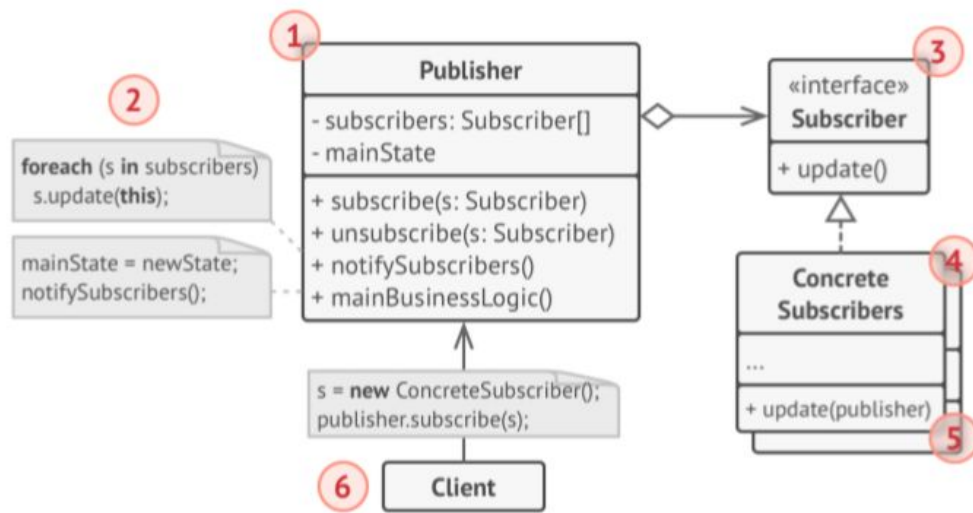 1
Publisher
- subscribers: Subscriber[]
- mainState
+ subscribe(s: Subscriber)
+ unsubscribe(s: Subscriber)
+ notifySubscribers()
+ mainBusinessLogic()
2
foreach (s in subscribers)
s.update(this);
mainState = newState;
notifySubscribers();
3
«interface»
Subscriber
+ update()
4
Concrete
Subscribers
...
+ update(publisher)
5
s = new ConcreteSubscriber();
publisher.subscribe(s);
6
Client